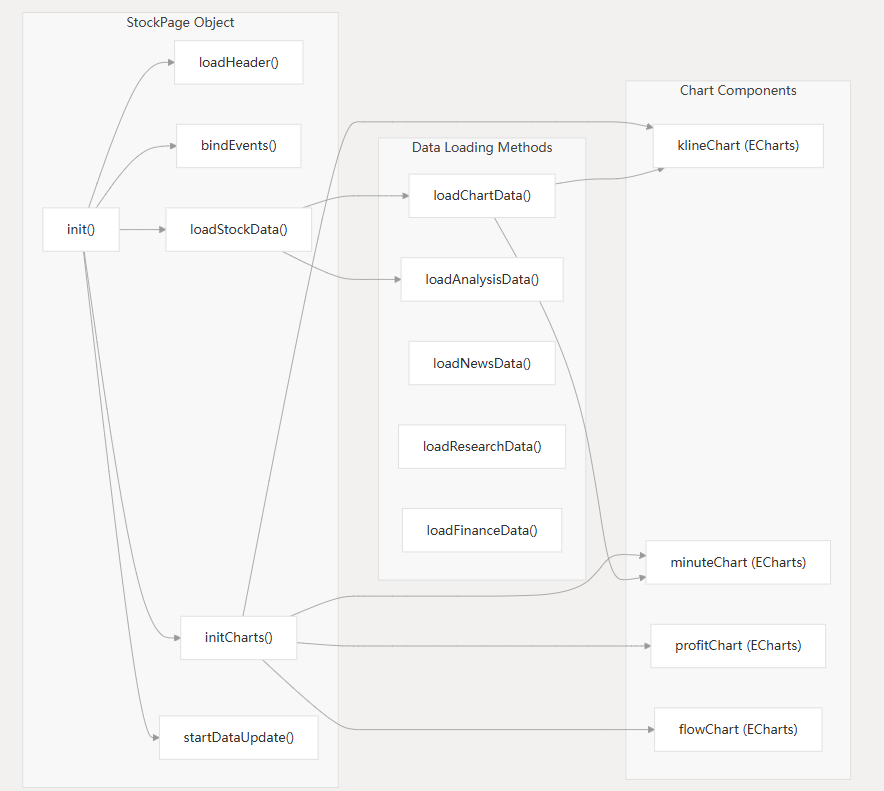 StockPage Object
loadHeader()
bindEvents()
init()
loadStockData()
initCharts()
startDataUpdate()
Data Loading Methods
loadChartData()
loadAnalysisData()
loadNewsData()
loadResearchData()
loadFinanceData()
Chart Components
klineChart (ECharts)
minuteChart (ECharts)
profitChart (ECharts)
flowChart (ECharts)